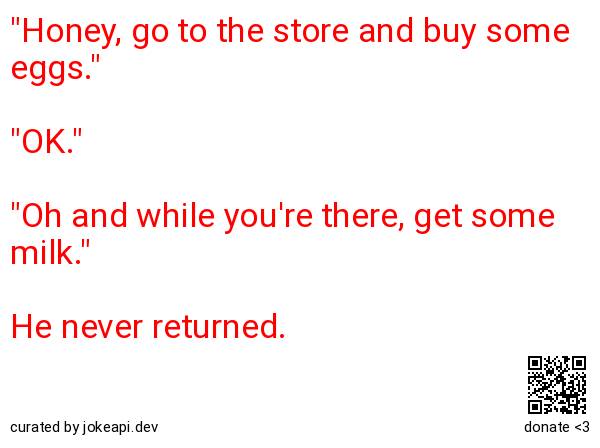 "Honey, go to the store and buy some
eggs."
"OK."
"Oh and while you're there, get some
milk."
He never returned.
curated by jokeapi.dev
donate <3